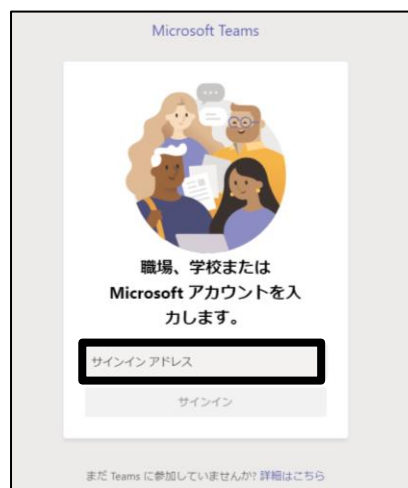 Microsoft Teams
職場、学校または
Microsoft アカウントを入
力します。
サインイン アドレス
サインイン
まだ Teams に参加していませんか? 詳細はこちら